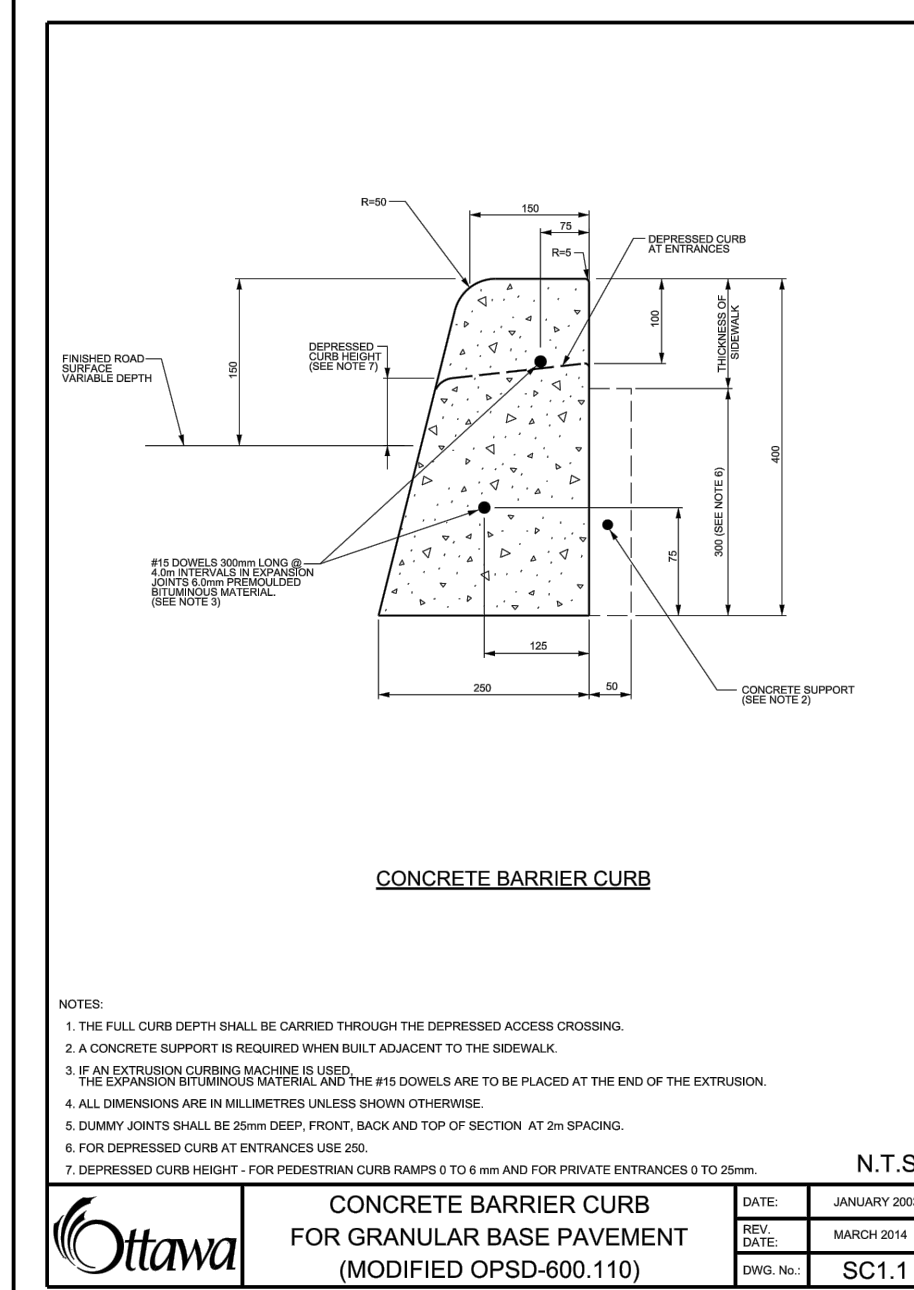 R=50
150
75
R=5
DEPRESSED CURB
AT ENTRANCES
100
THICKNESS OF
SIDEWALK
FINISHED ROAD
SURFACE
VARIABLE DEPTH
150
DEPRESSED
CURB HEIGHT
(SEE NOTE 7)
400
300 (SEE NOTE 6)
75
#15 DOWELS 300mm LONG @
4.0m INTERVALS IN EXPANSION
JOINTS 6.0mm PREMOULDED
BITUMINOUS MATERIAL.
(SEE NOTE 3)
125
250
50
CONCRETE SUPPORT
(SEE NOTE 2)
CONCRETE BARRIER CURB
NOTES:
1. THE FULL CURB DEPTH SHALL BE CARRIED THROUGH THE DEPRESSED ACCESS CROSSING.
2. A CONCRETE SUPPORT IS REQUIRED WHEN BUILT ADJACENT TO THE SIDEWALK.
3. IF AN EXTRUSION CURBING MACHINE IS USED,
THE EXPANSION BITUMINOUS MATERIAL AND THE #15 DOWELS ARE TO BE PLACED AT THE END OF THE EXTRUSION.
4. ALL DIMENSIONS ARE IN MILLIMETRES UNLESS SHOWN OTHERWISE.
5. DUMMY JOINTS SHALL BE 25mm DEEP, FRONT, BACK AND TOP OF SECTION AT 2m SPACING.
6. FOR DEPRESSED CURB AT ENTRANCES USE 250.
7. DEPRESSED CURB HEIGHT - FOR PEDESTRIAN CURB RAMPS 0 TO 6 mm AND FOR PRIVATE ENTRANCES 0 TO 25mm.
N.T.S
Ottawa
CONCRETE BARRIER CURB
FOR GRANULAR BASE PAVEMENT
(MODIFIED OPSD-600.110)
DATE: JANUARY 2003
REV.
DATE: MARCH 2014
DWG. No.: SC1.1